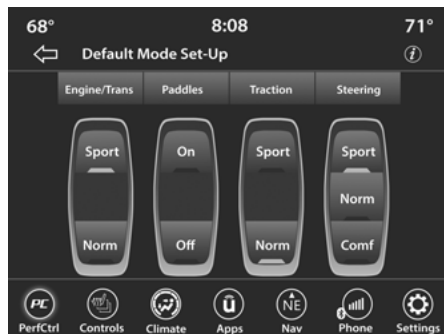 68° 8:08 71°
Default Mode Set-Up i
Engine/Trans Paddles Traction Steering
Sport On Sport Sport
Norm
Norm Off Norm Comf
PC û NE
PerfCtrl Controls Climate Apps Nav Phone Settings